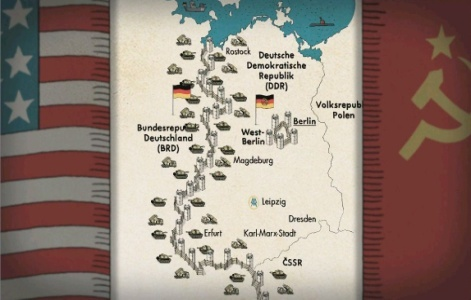 Rostock
Deutsche
Demokratische
Republik
(DDR)
Volksrepub
Polen
Bundesrepu
Deutschland
(BRD)
West-
Berlin
Berlin
Magdeburg
Leipzig
Dresden
Erfurt
Karl-Marx-Stadt
ČSSR